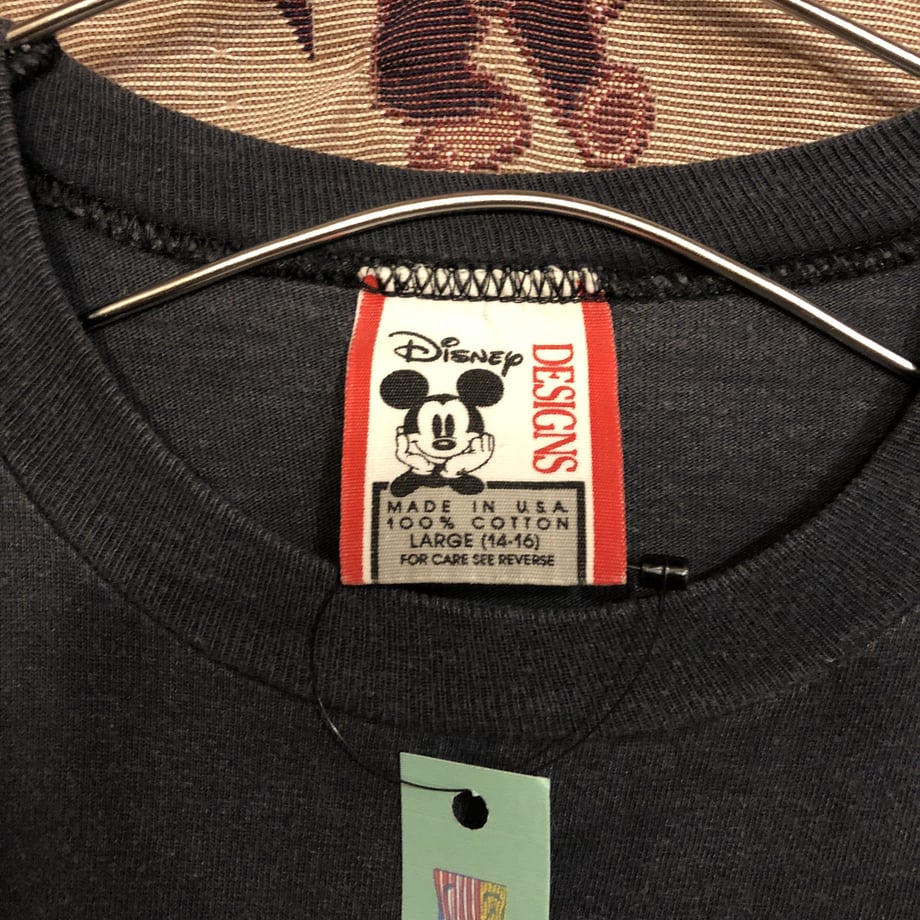 Disney
DESIGNS
MADE IN U.S.A.
100% COTTON
LARGE (14-16)
FOR CARE SEE REVERSE